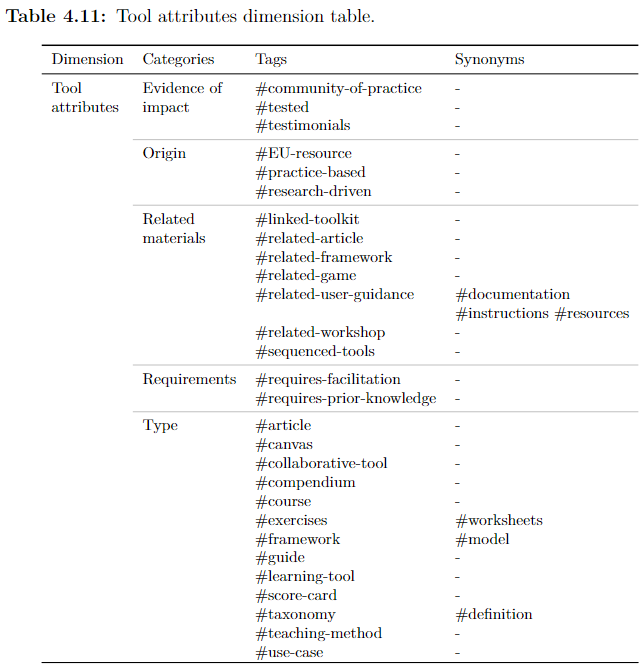 Table 4.11: Tool attributes dimension table.
Dimension Categories Tags Synonyms
Tool Evidence of #community-of-practice -
attributes impact #tested -
#testimonials -
Origin #EU-resource -
#practice-based -
#research-driven -
Related #linked-toolkit -
materials #related-article -
#related-framework -
#related-game -
#related-user-guidance #documentation
#instructions #resources
#related-workshop -
#sequenced-tools -
Requirements #requires-facilitation -
#requires-prior-knowledge -
Type #article -
#canvas -
#collaborative-tool -
#compendium -
#course -
#exercises #worksheets
#framework #model
#guide -
#learning-tool -
#score-card -
#taxonomy #definition
#teaching-method -
#use-case -